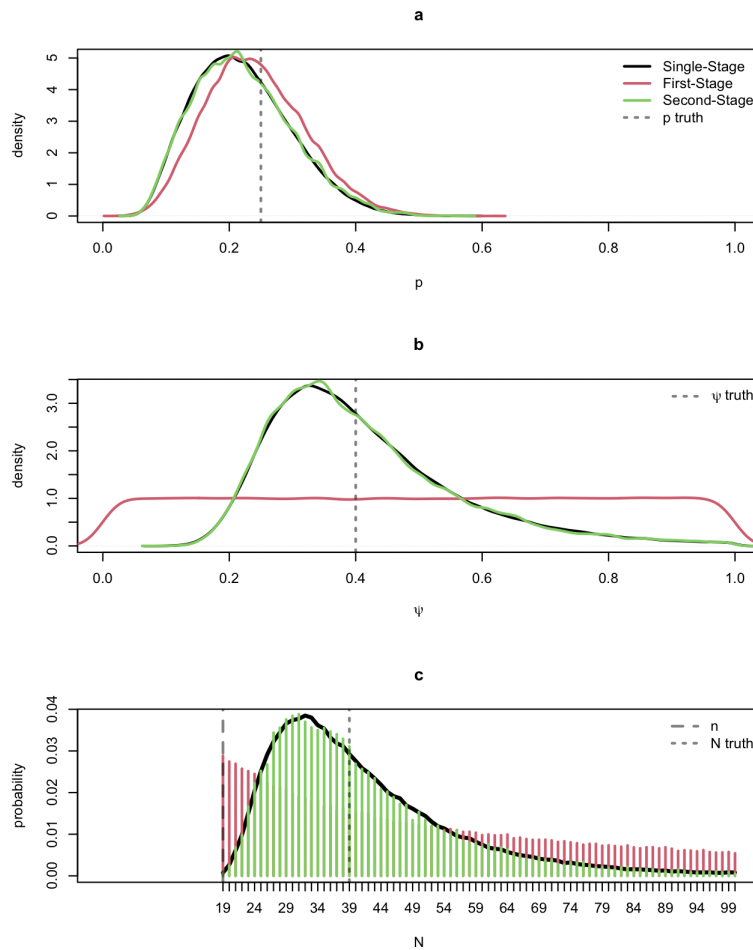 a
density
0 1 2 3 4 5
Single-Stage
First-Stage
Second-Stage
p truth
0.0 0.2 0.4 0.6 0.8 1.0
p
b
density
0.0 1.0 2.0 3.0
ψ truth
0.0 0.2 0.4 0.6 0.8 1.0
ψ
c
probability
0.00 0.01 0.02 0.03 0.04
n
N truth
19 24 29 34 39 44 49 54 59 64 69 74 79 84 89 94 99
N